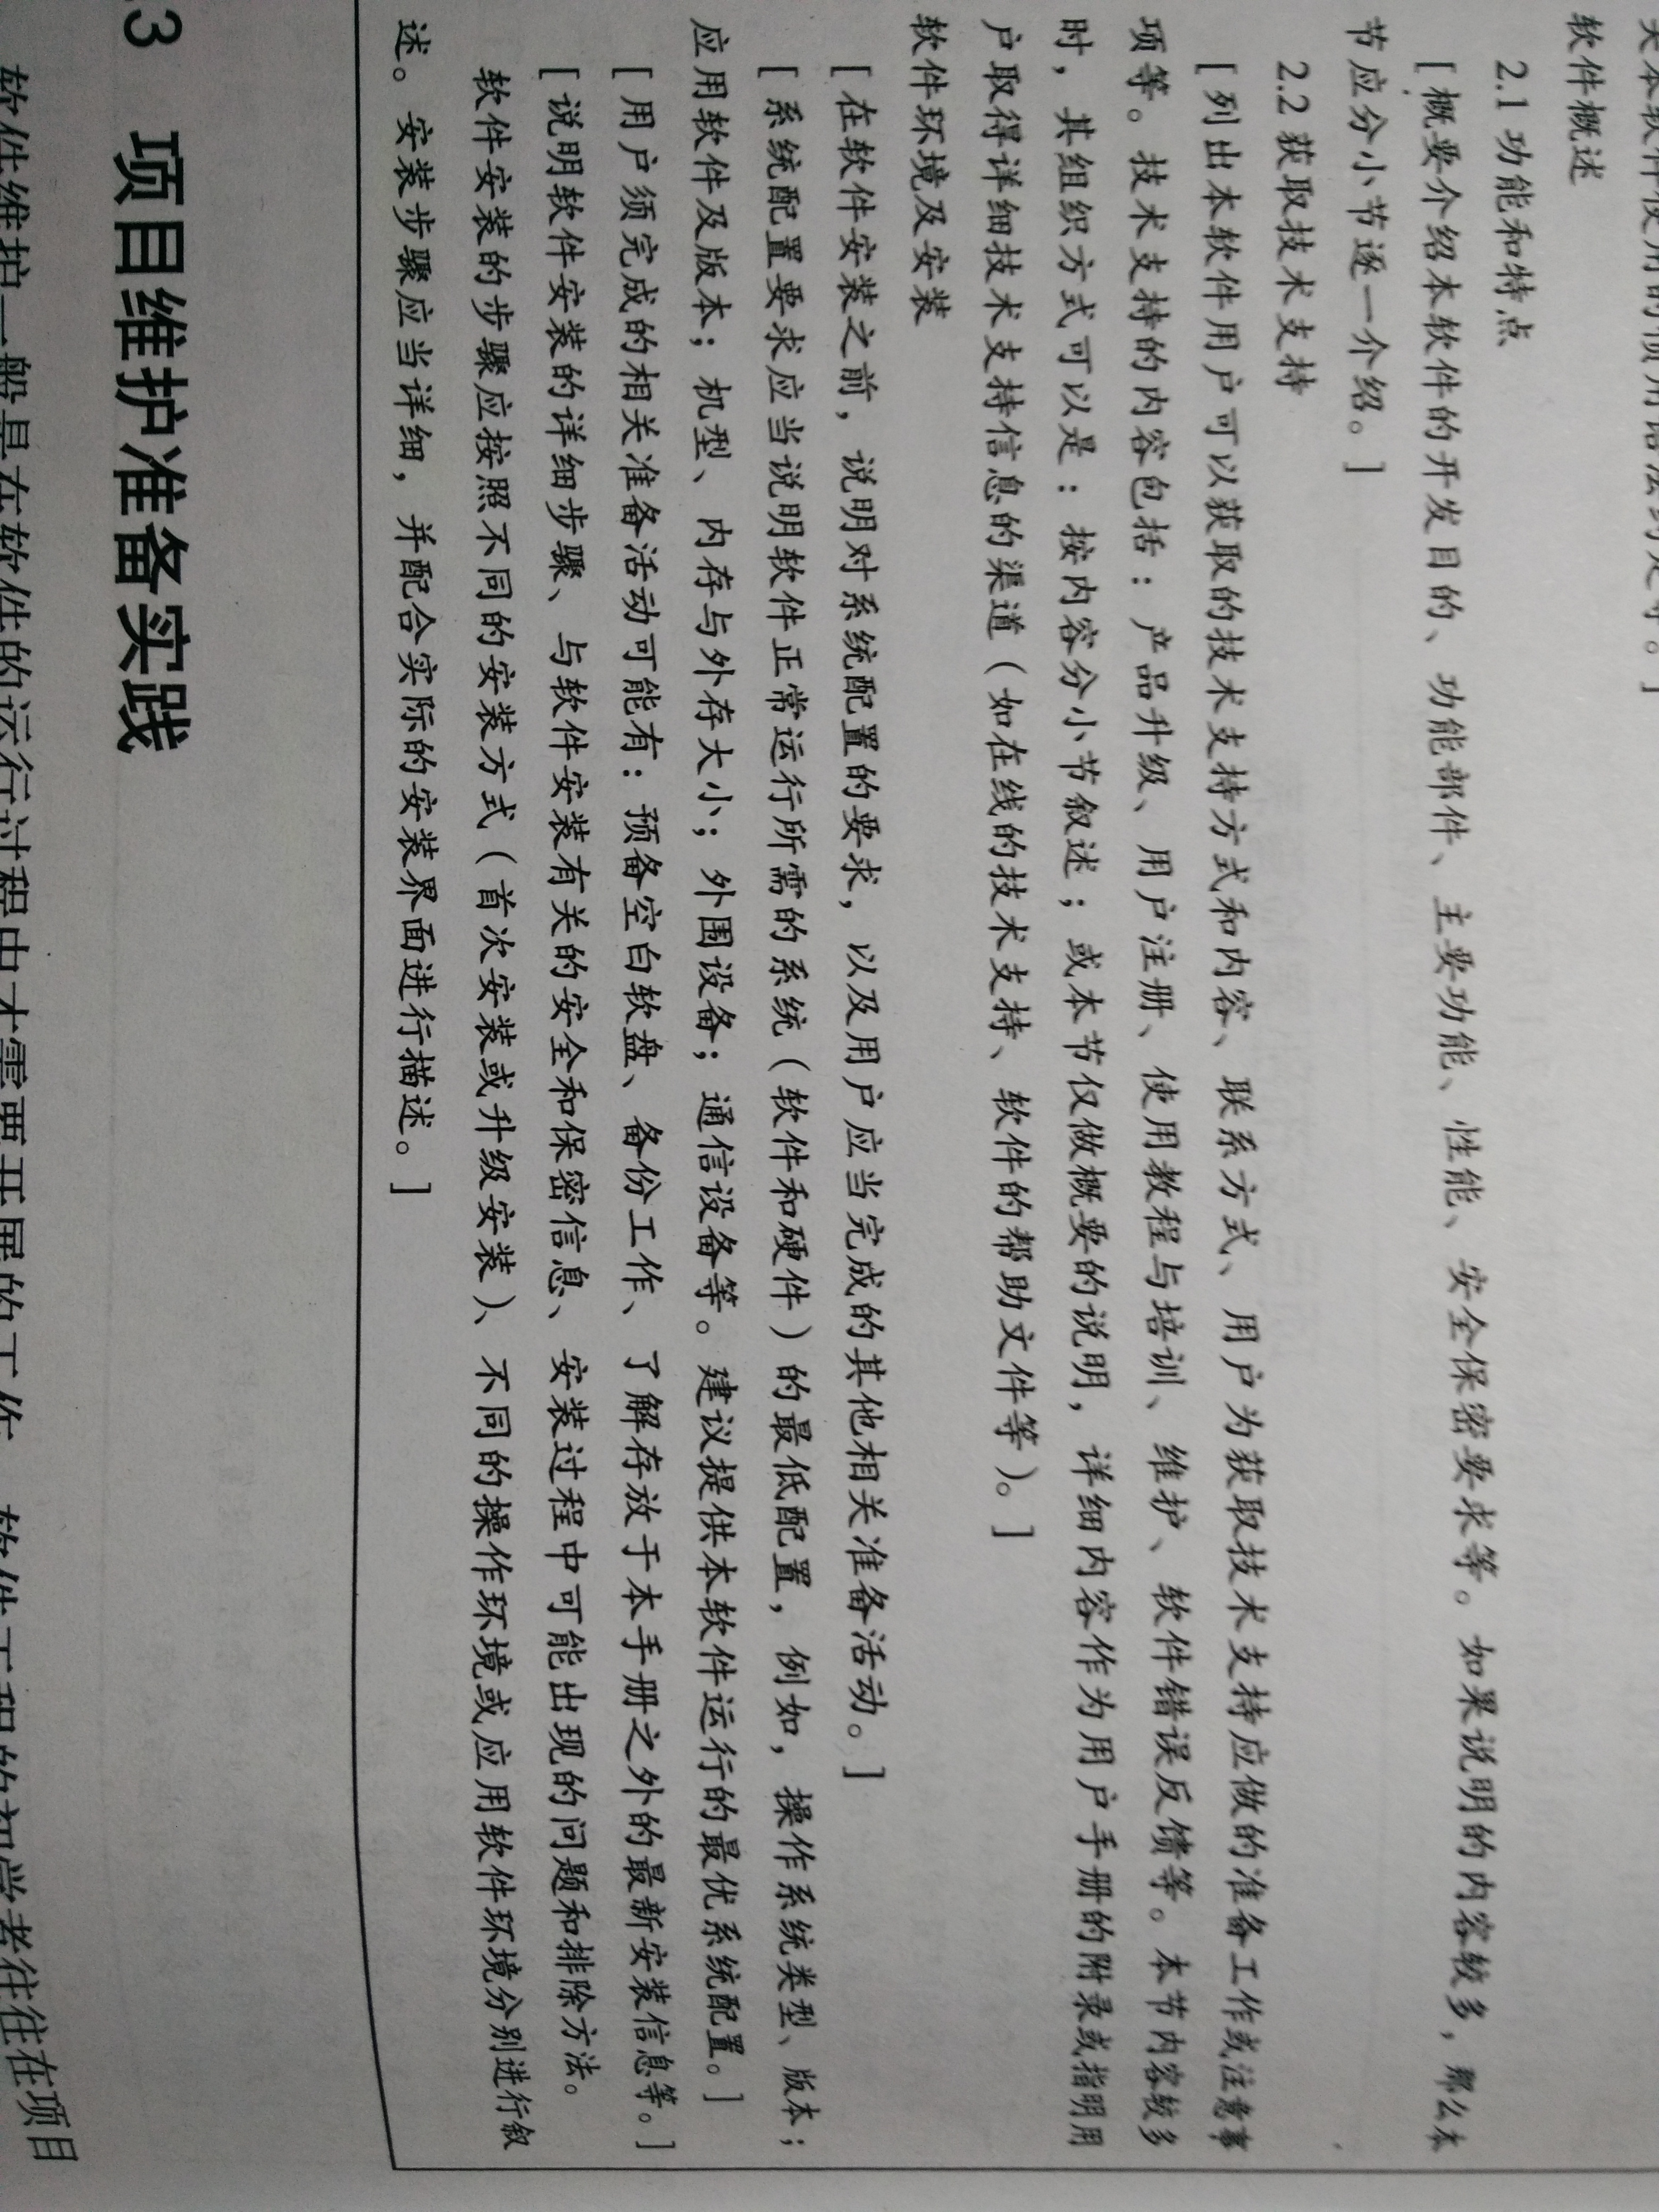 软件概述
2.1 功能和特点
[ 概要介绍本软件的开发目的、功能部件、主要功能、性能、安全保密要求等。如果说明的内容较多，那么本
节应分小节逐一介绍。]
2.2 获取技术支持
[ 列出本软件用户可以获取的技术支持方式和内容、联系方式、用户为获取技术支持应做的准备工作或注意事
项等。技术支持的内容包括：产品升级、用户注册、使用教程与培训、维护、软件错误反馈等。本节内容较多
时，其组织方式可以是：按内容分小节叙述；或本节仅做概要的说明，详细内容作为用户手册的附录或指明用
户取得详细技术支持信息的渠道（如在线的技术支持、软件的帮助文件等）。]
软件环境及安装
[ 在软件安装之前，说明对系统配置的要求，以及用户应当完成的其他相关准备活动。]
[ 系统配置要求应当说明软件正常运行所需的系统（软件和硬件）的最低配置，例如，操作系统类型、版本；
应用软件及版本；机型、内存与外存大小；外围设备；通信设备等。建议提供本软件运行的最优系统配置。]
[ 用户须完成的相关准备活动可能有：预备空白软盘、备份工作、了解存放于本手册之外的最新安装信息等。]
[ 说明软件安装的详细步骤、与软件安装有关的安全和保密信息、安装过程中可能出现的问题和排除方法。
软件安装的步骤应按照不同的安装方式（首次安装或升级安装）、不同的操作环境或应用软件环境分别进行叙
述。安装步骤应当详细，并配合实际的安装界面进行描述。]
.3 项目维护准备实践
软件维护一般是在软件的运行过程中才需要开展的工作